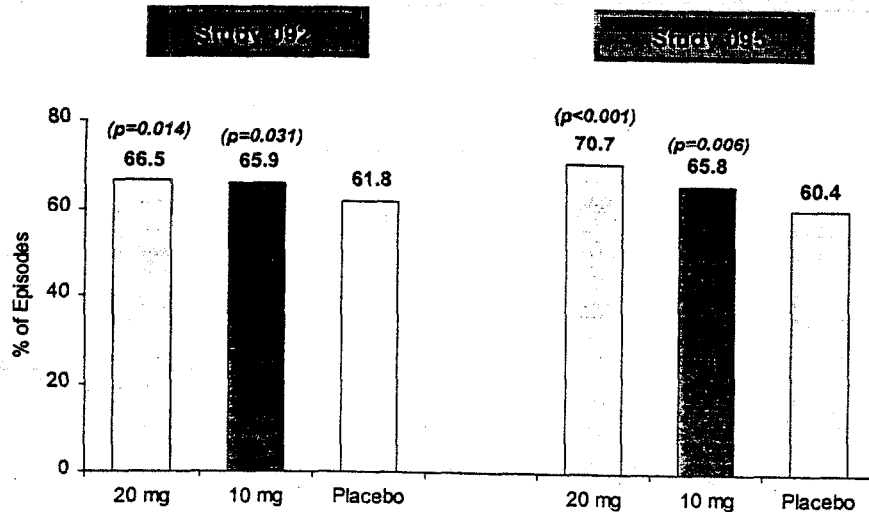 Study 092
Study 095
80
60
40
20
0
% of Episodes
(p=0.014)
66.5
(p=0.031)
65.9
61.8
(p<0.001)
70.7
(p=0.006)
65.8
60.4
20 mg
10 mg
Placebo
20 mg
10 mg
Placebo